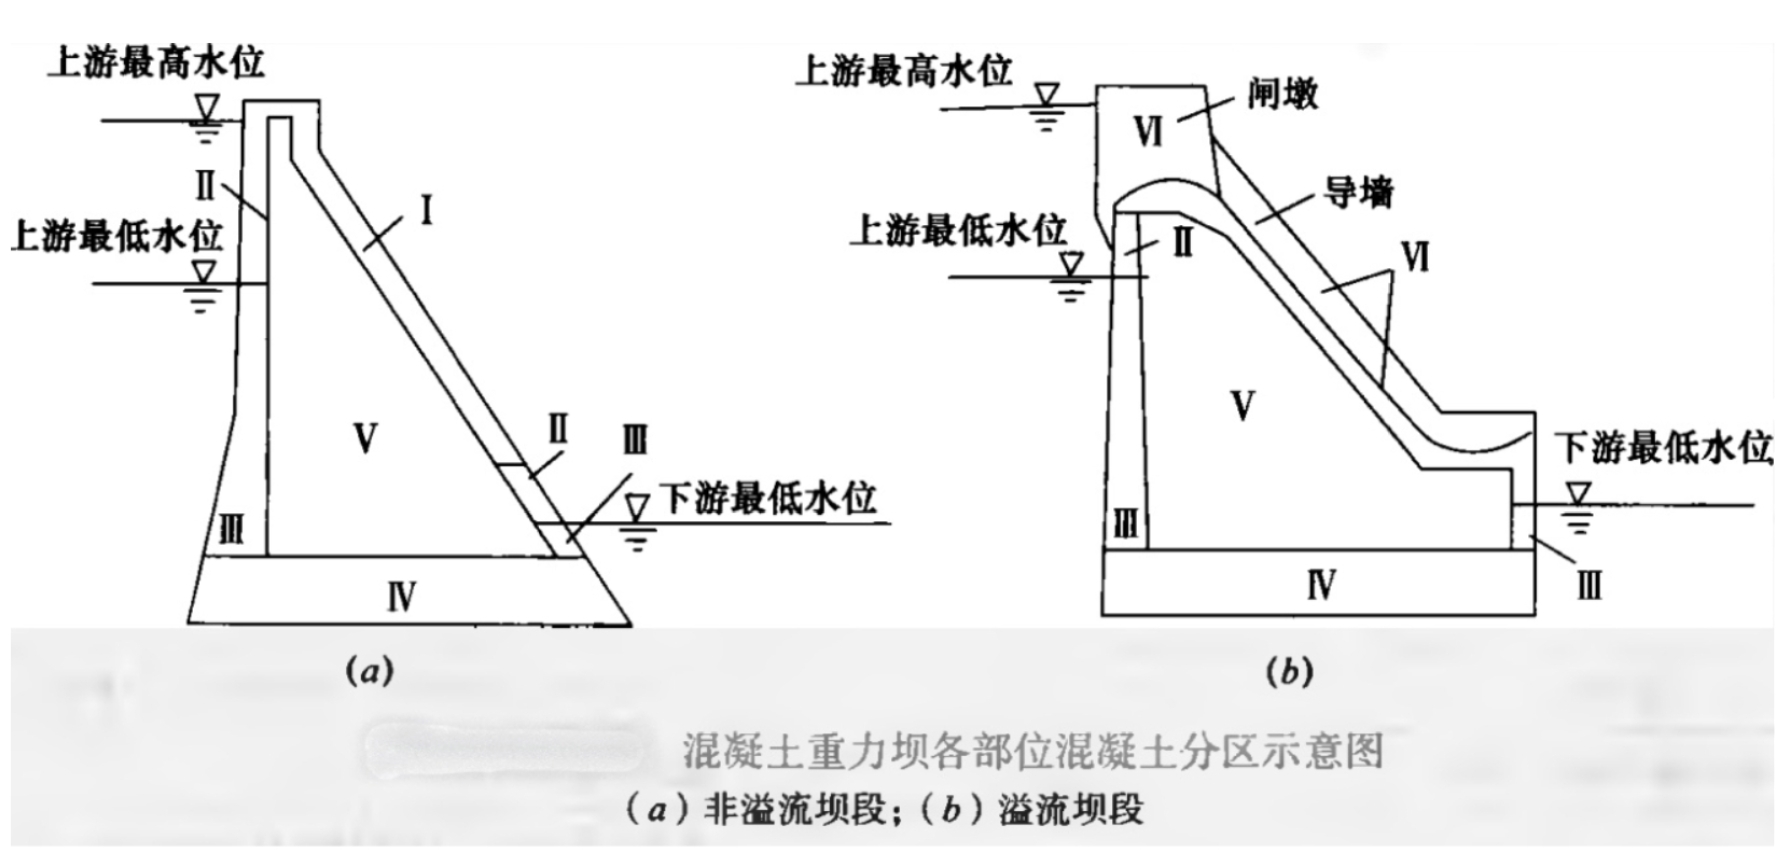 上游最高水位
Ⅱ
Ⅰ
上游最低水位
Ⅴ
Ⅱ
Ⅲ
下游最低水位
Ⅲ
Ⅳ
(a)
上游最高水位
闸墩
Ⅵ
导墙
上游最低水位
Ⅱ
Ⅵ
Ⅴ
下游最低水位
Ⅲ
Ⅳ
Ⅲ
(b)
混凝土重力坝各部位混凝土分区示意图
(a)非溢流坝段；(b)溢流坝段